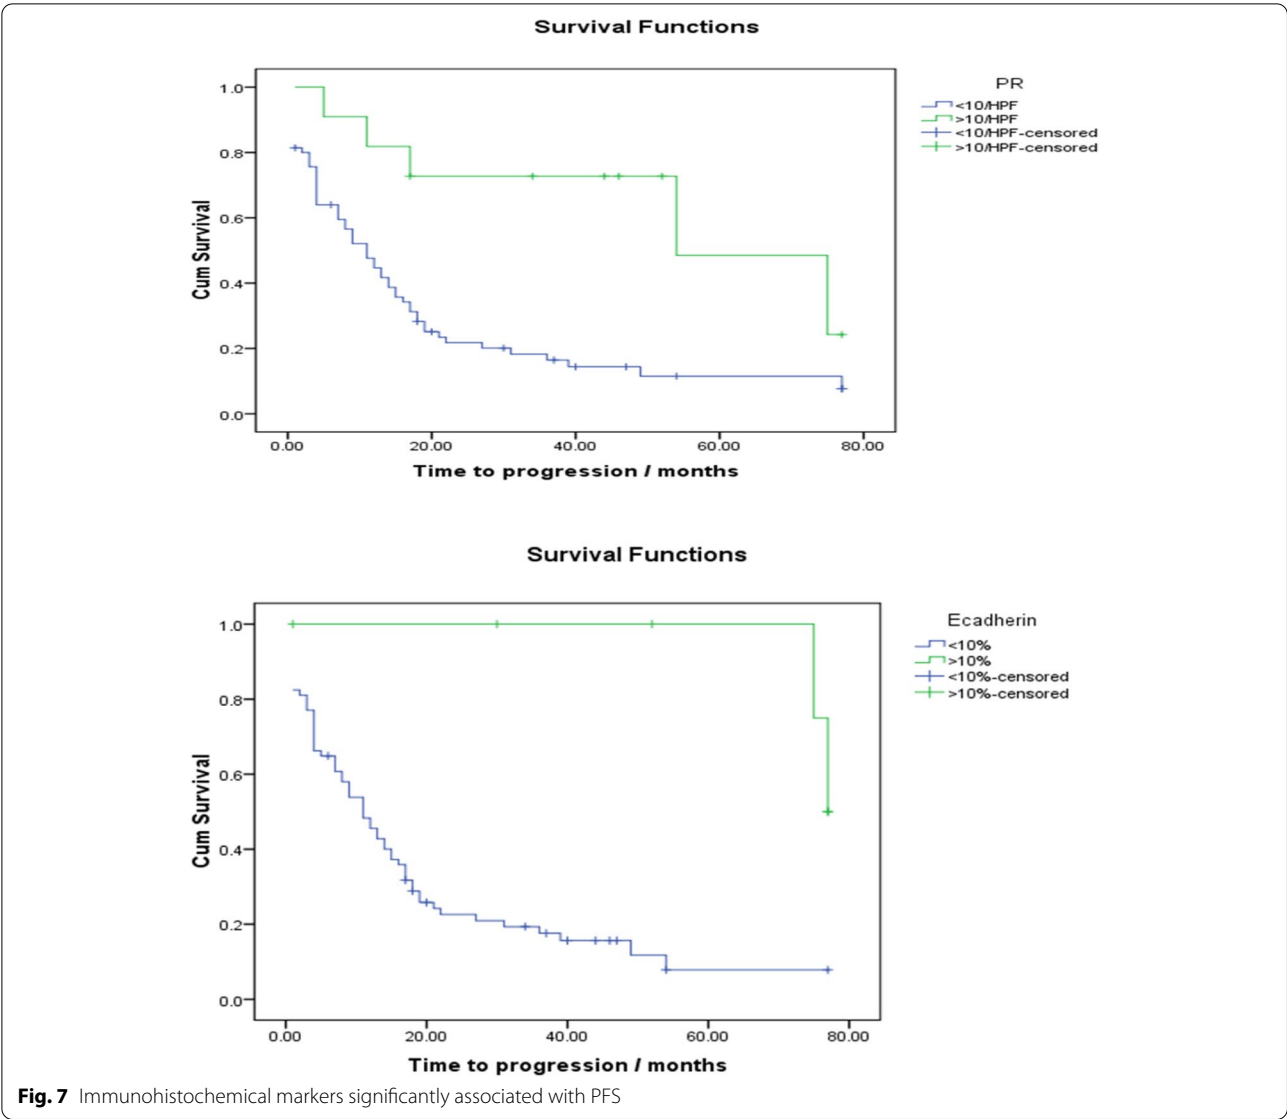 Survival Functions
PR
<10/HPF
>10/HPF
<10/HPF-censored
>10/HPF-censored
Cum Survival
1.0
0.8
0.6
0.4
0.2
0.0
0.00 20.00 40.00 60.00 80.00
Time to progression / months
Survival Functions
Ecadherin
<10%
>10%
<10%-censored
>10%-censored
Cum Survival
1.0
0.8
0.6
0.4
0.2
0.0
0.00 20.00 40.00 60.00 80.00
Time to progression / months
Fig. 7 Immunohistochemical markers significantly associated with PFS